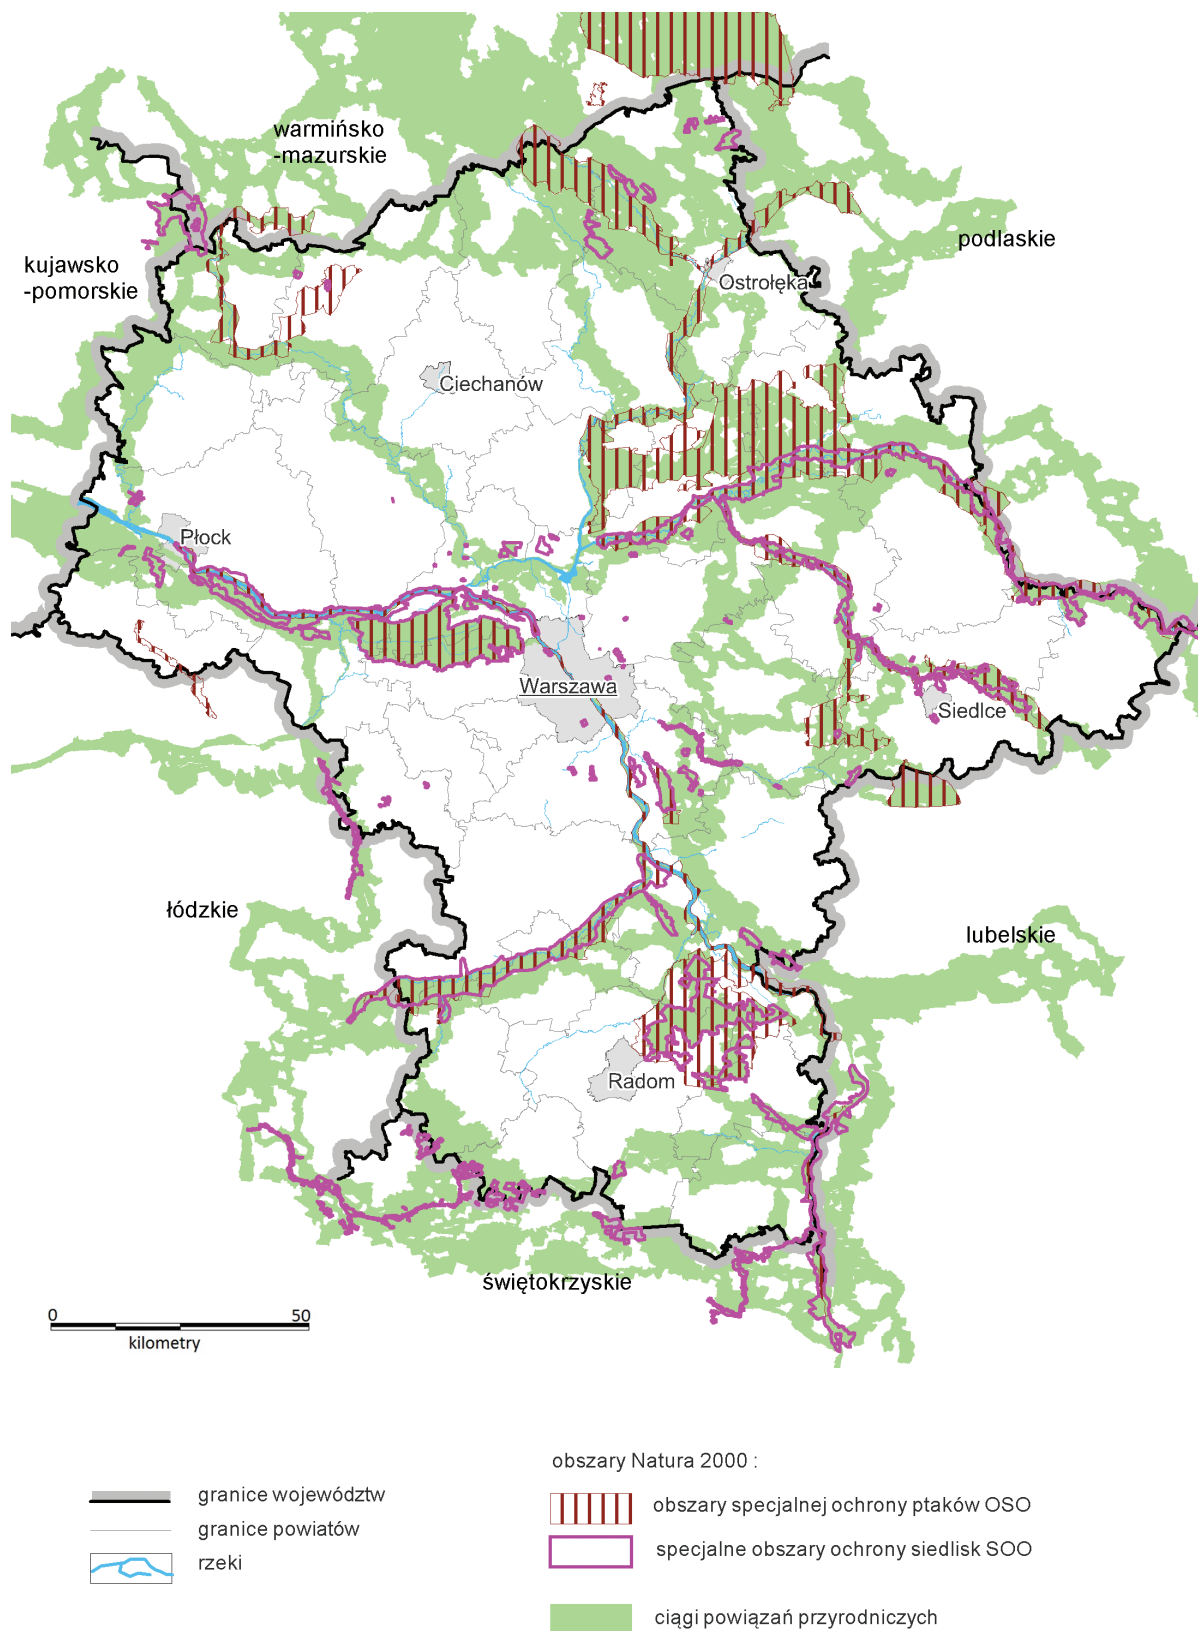 warmińsko
-mazurskie
podlaskie
kujawsko
-pomorskie
Ostrołęka
Ciechanów
Płock
Warszawa
Siedlce
łódzkie
lubelskie
Radom
świętokrzyskie
0 50
kilometry
obszary Natura 2000 :
granice województw
obszary specjalnej ochrony ptaków OSO
granice powiatów
specjalne obszary ochrony siedlisk SOO
rzeki
ciągi powiązań przyrodniczych